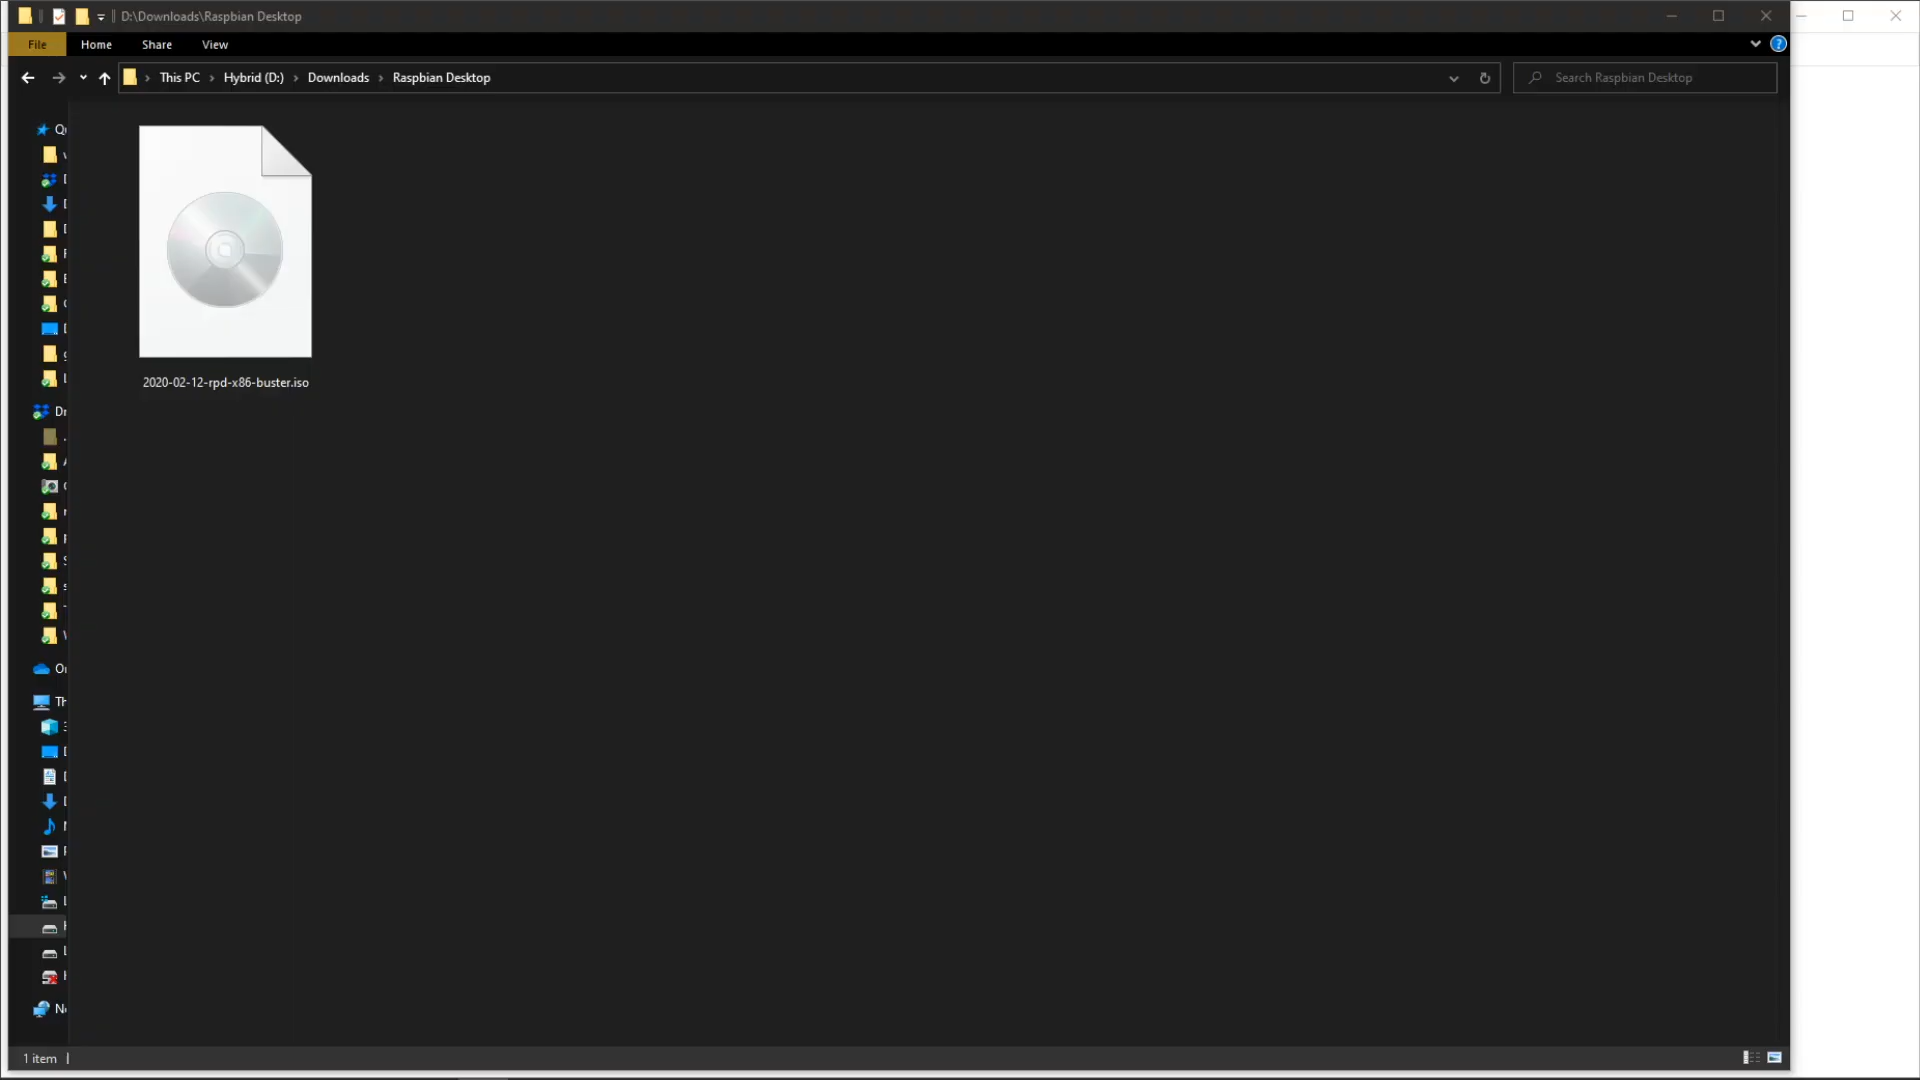 D:\Downloads\Raspbian Desktop
File Home Share View
This PC Hybrid (D:) Downloads Raspbian Desktop
Search Raspbian Desktop
2020-02-12-rpd-x86-buster.iso
1 item